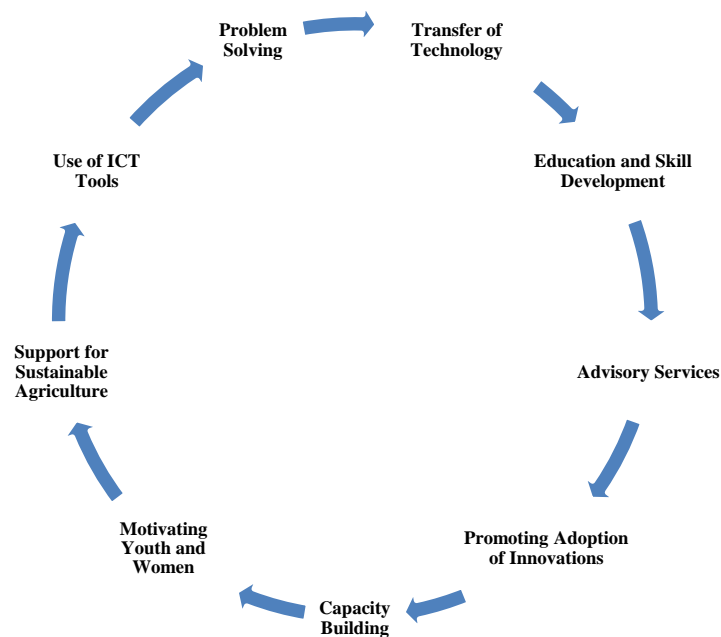 Problem
Solving
Transfer of
Technology
Education and Skill
Development
Advisory Services
Promoting Adoption
of Innovations
Capacity
Building
Motivating
Youth and
Women
Support for
Sustainable
Agriculture
Use of ICT
Tools